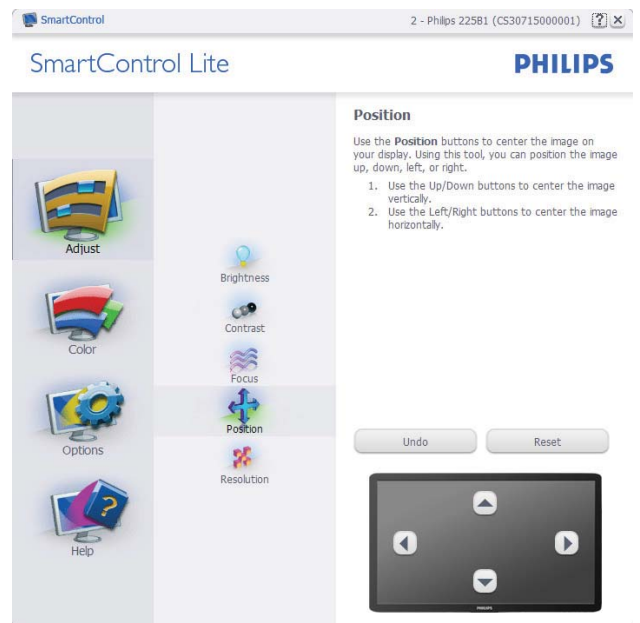 SmartControl
2 - Philips 225B1 (CS30715000001)
?
SmartControl Lite
PHILIPS
Adjust
Color
Options
?
Help
Brightness
Contrast
Focus
Position
Resolution
Position
Use the Position buttons to center the image on
your display. Using this tool, you can position the image
up, down, left, or right.
1. Use the Up/Down buttons to center the image
vertically.
2. Use the Left/Right buttons to center the image
horizontally.
Undo
Reset
PHILIPS